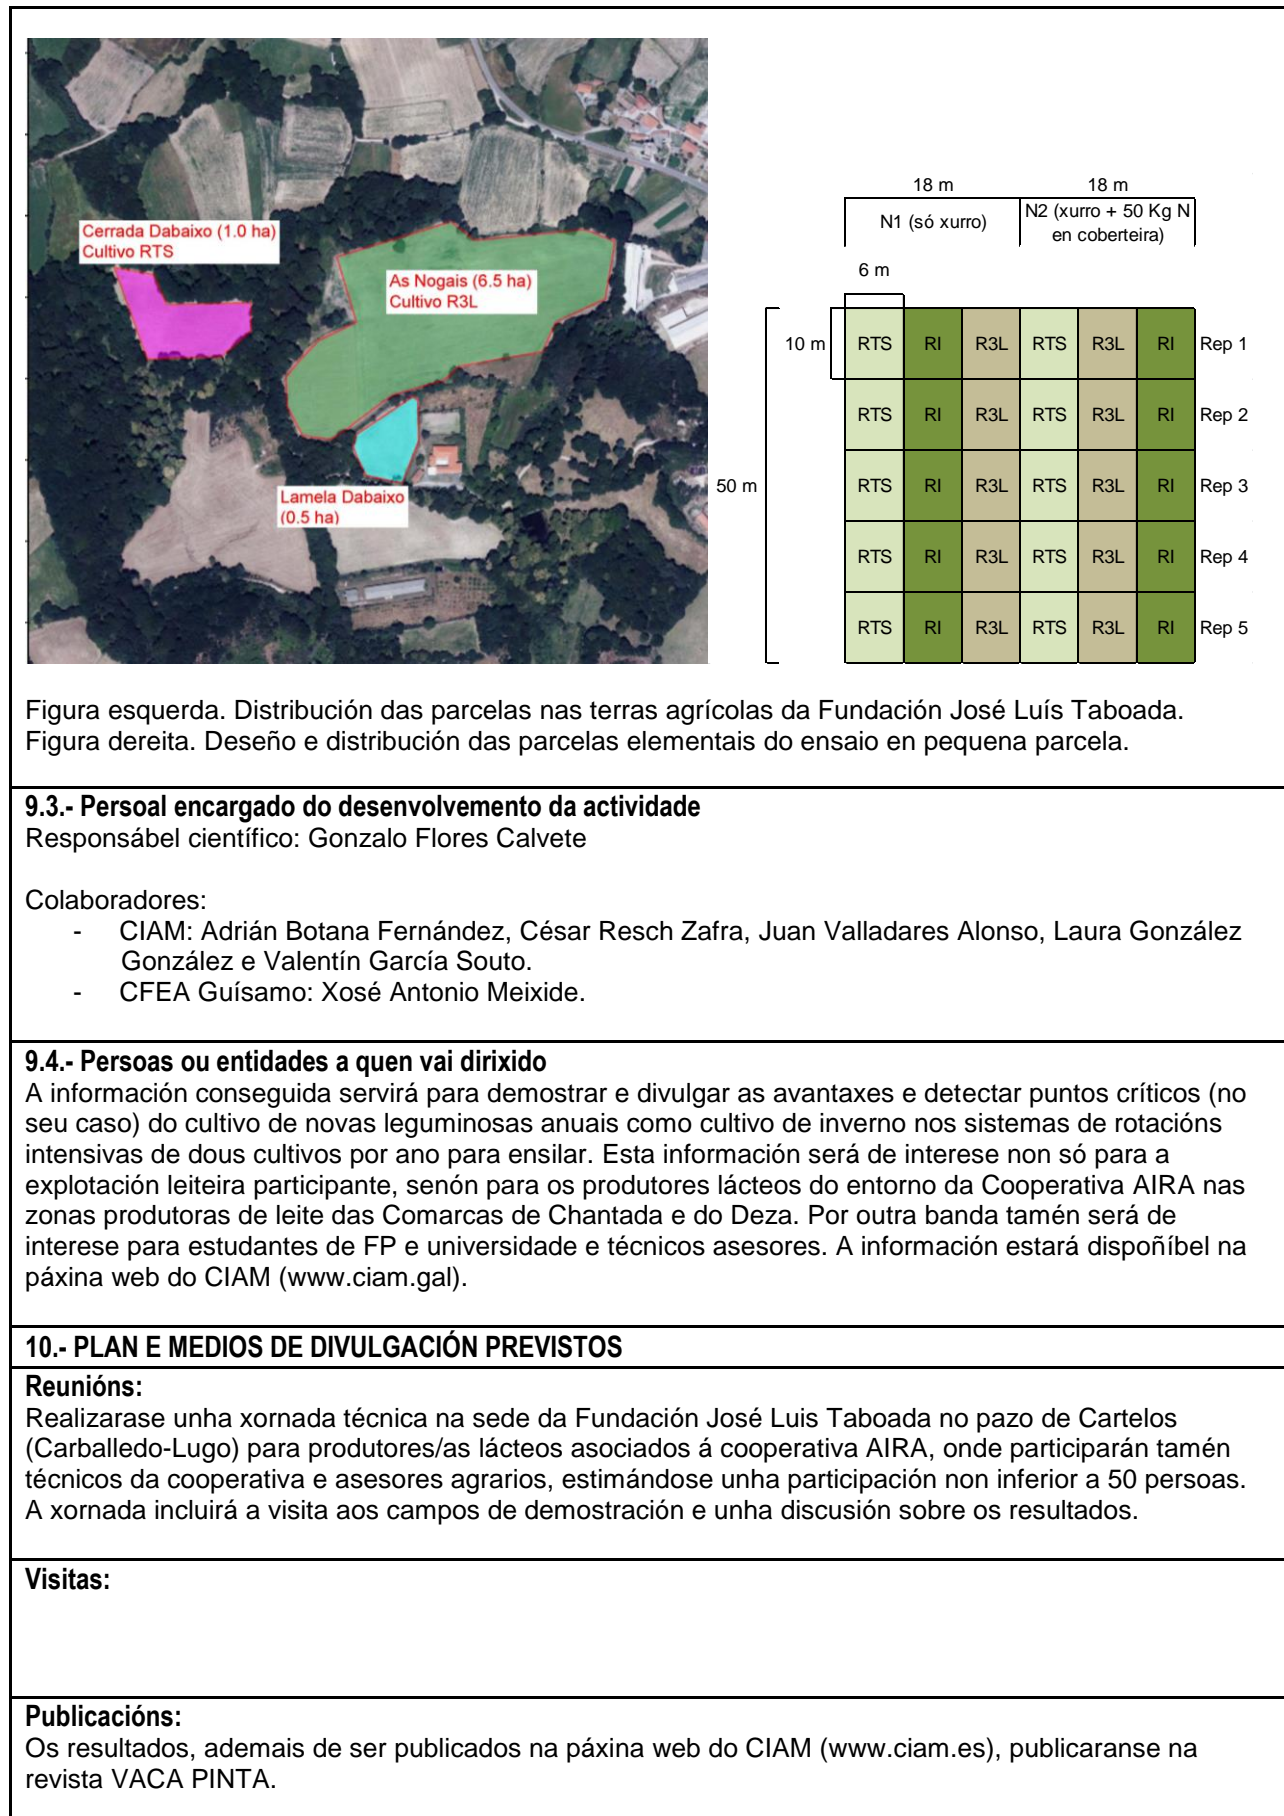 Cerrada Dabaixo (1.0 ha)
Cultivo RTS
As Nogais (6.5 ha)
Cultivo R3L
Lamela Dabaixo
(0.5 ha)
18 m 18 m
N1 (só xurro) N2 (xurro + 50 Kg N
en coberteira)
6 m
10 m RTS RI R3L RTS R3L RI Rep 1
RTS RI R3L RTS R3L RI Rep 2
50 m RTS RI R3L RTS R3L RI Rep 3
RTS RI R3L RTS R3L RI Rep 4
RTS RI R3L RTS R3L RI Rep 5
Figura esquerda. Distribución das parcelas nas terras agrícolas da Fundación José Luís Taboada.
Figura dereita. Deseño e distribución das parcelas elementais do ensaio en pequena parcela.
9.3.- Persoal encargado do desenvolvemento da actividade
Responsábel científico: Gonzalo Flores Calvete
Colaboradores:
- CIAM: Adrián Botana Fernández, César Resch Zafra, Juan Valladares Alonso, Laura González
González e Valentín García Souto.
- CFEA Guísamo: Xosé Antonio Meixide.
9.4.- Persoas ou entidades a quen vai dirixido
A información conseguida servirá para demostrar e divulgar as avantaxes e detectar puntos críticos (no
seu caso) do cultivo de novas leguminosas anuais como cultivo de inverno nos sistemas de rotacións
intensivas de dous cultivos por ano para ensilar. Esta información será de interese non só para a
explotación leiteira participante, senón para os produtores lácteos do entorno da Cooperativa AIRA nas
zonas produtoras de leite das Comarcas de Chantada e do Deza. Por outra banda tamén será de
interese para estudantes de FP e universidade e técnicos asesores. A información estará dispoñíbel na
páxina web do CIAM (www.ciam.gal).
10.- PLAN E MEDIOS DE DIVULGACIÓN PREVISTOS
Reunións:
Realizarase unha xornada técnica na sede da Fundación José Luis Taboada no pazo de Cartelos
(Carballedo-Lugo) para produtores/as lácteos asociados á cooperativa AIRA, onde participarán tamén
técnicos da cooperativa e asesores agrarios, estimándose unha participación non inferior a 50 persoas.
A xornada incluirá a visita aos campos de demostración e unha discusión sobre os resultados.
Visitas:
Publicacións:
Os resultados, ademais de ser publicados na páxina web do CIAM (www.ciam.es), publicaranse na
revista VACA PINTA.